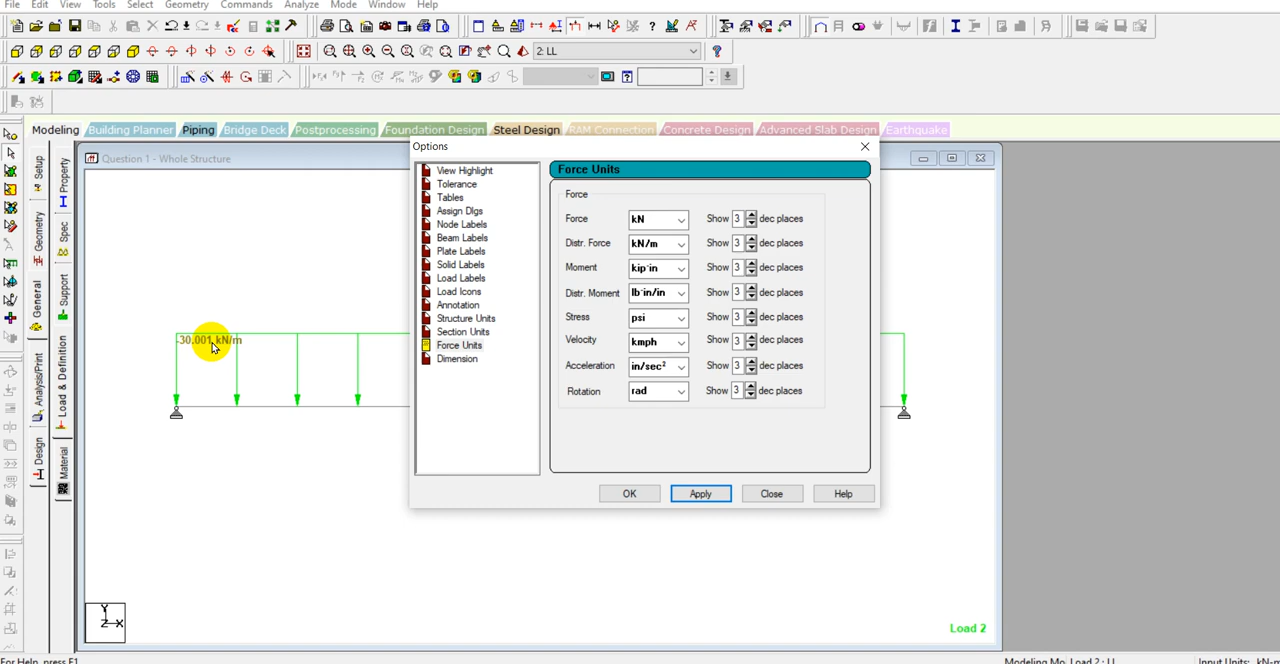 File Edit View Tools Select Geometry Commands Analyze Mode Window Help
2: LL
Modeling Building Planner Piping Bridge Deck Postprocessing Foundation Design Steel Design RAM Connection Concrete Design Advanced Slab Design Earthquake
Question 1 - Whole Structure
Setup
Geometry
General
Analysis/Print
Design
Property
Spec
Support
Load & Definition
Material
-30.001 kN/m
Options
View Highlight
Tolerance
Tables
Assign Dlgs
Node Labels
Beam Labels
Plate Labels
Solid Labels
Load Labels
Load Icons
Annotation
Structure Units
Section Units
Force Units
Dimension
Force Units
Force
Force kN Show 3 dec places
Distr. Force kN/m Show 3 dec places
Moment kip-in Show 3 dec places
Distr. Moment lb-in/in Show 3 dec places
Stress psi Show 3 dec places
Velocity kmph Show 3 dec places
Acceleration in/sec² Show 3 dec places
Rotation rad Show 3 dec places
OK Apply Close Help
Y
Z X
Load 2
For Help, press F1
Modeling Mo Load 2 : LL Input Units: kN-m